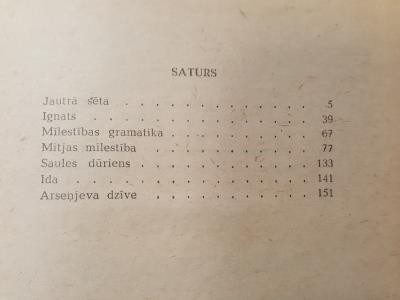 SATURS
Jautrā sēta . . . . . . . . . . . . 5
Ignats . . . . . . . . . . . . . . 39
Mīlestības gramatika . . . . . . . . . 67
Mitjas mīlestība . . . . . . . . . . 77
Saules dūriens . . . . . . . . . . . 133
Ida . . . . . . . . . . . . . . . 141
Arseņjeva dzīve . . . . . . . . . . 151